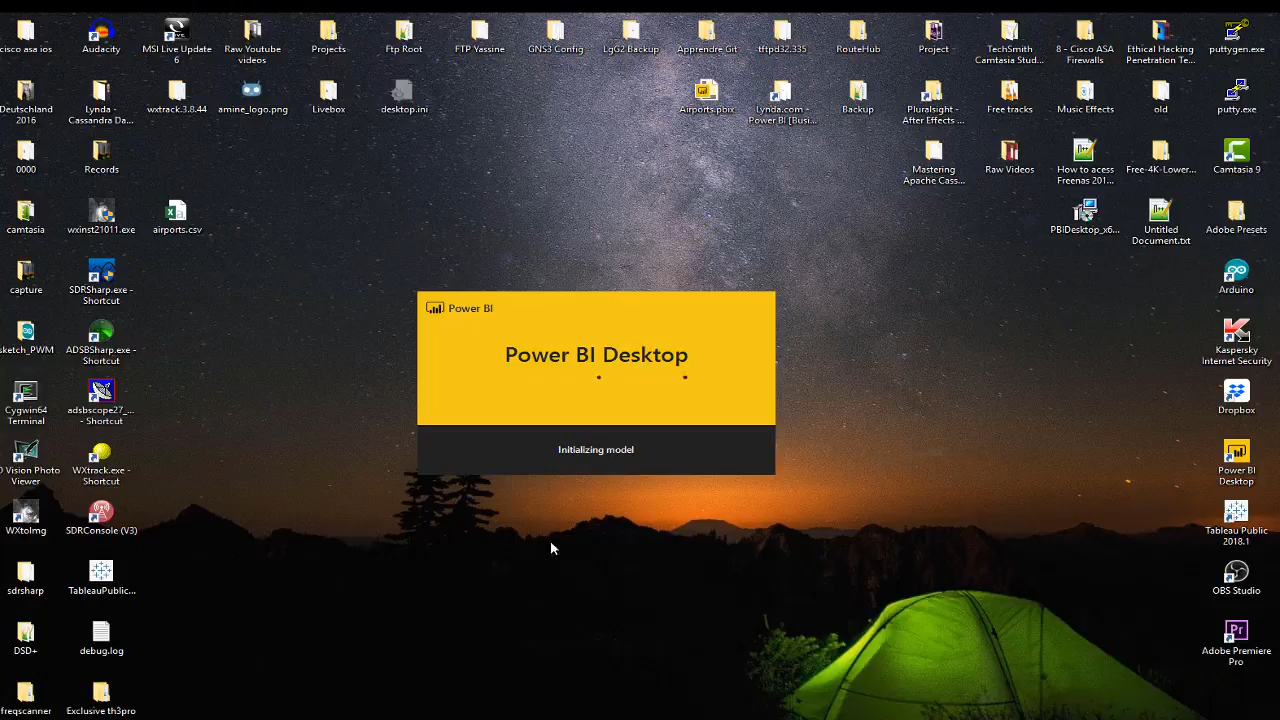 cisco asa ios
Audacity
MSI Live Update
6
Raw Youtube
videos
Projects
Ftp Root
FTP Yassine
GNS3 Config
LgG2 Backup
Apprendre Git
tftpd32.335
RouteHub
Project
TechSmith
Camtasia Stud...
8 - Cisco ASA
Firewalls
Ethical Hacking
Penetration Te...
puttygen.exe
Deutschland
2016
Lynda -
Cassandra Da...
wxtrack.3.8.44
amine_logo.png
Livebox
desktop.ini
Airports.pbix
Lynda.com -
Power BI [Busi...
Backup
Pluralsight -
After Effects ...
Free tracks
Music Effects
old
putty.exe
0000
Records
Mastering
Apache Cass...
Raw Videos
How to acess
Freenas 201...
Free-4K-Lower...
Camtasia 9
camtasia
wxinst21011.exe
airports.csv
PBIDesktop_x6...
Untitled
Document.txt
Adobe Presets
capture
SDRSharp.exe -
Shortcut
Arduino
Power BI
Power BI Desktop
Initializing model
sketch_PWM
ADSBSharp.exe -
Shortcut
Kaspersky
Internet Security
Cygwin64
Terminal
adsbscope27_...
- Shortcut
Dropbox
D Vision Photo
Viewer
WXtrack.exe -
Shortcut
Power BI
Desktop
WXtoImg
SDRConsole (V3)
Tableau Public
2018.1
sdrsharp
TableauPublic...
OBS Studio
DSD+
debug.log
Pr
Adobe Premiere
Pro
freqscanner
Exclusive th3pro